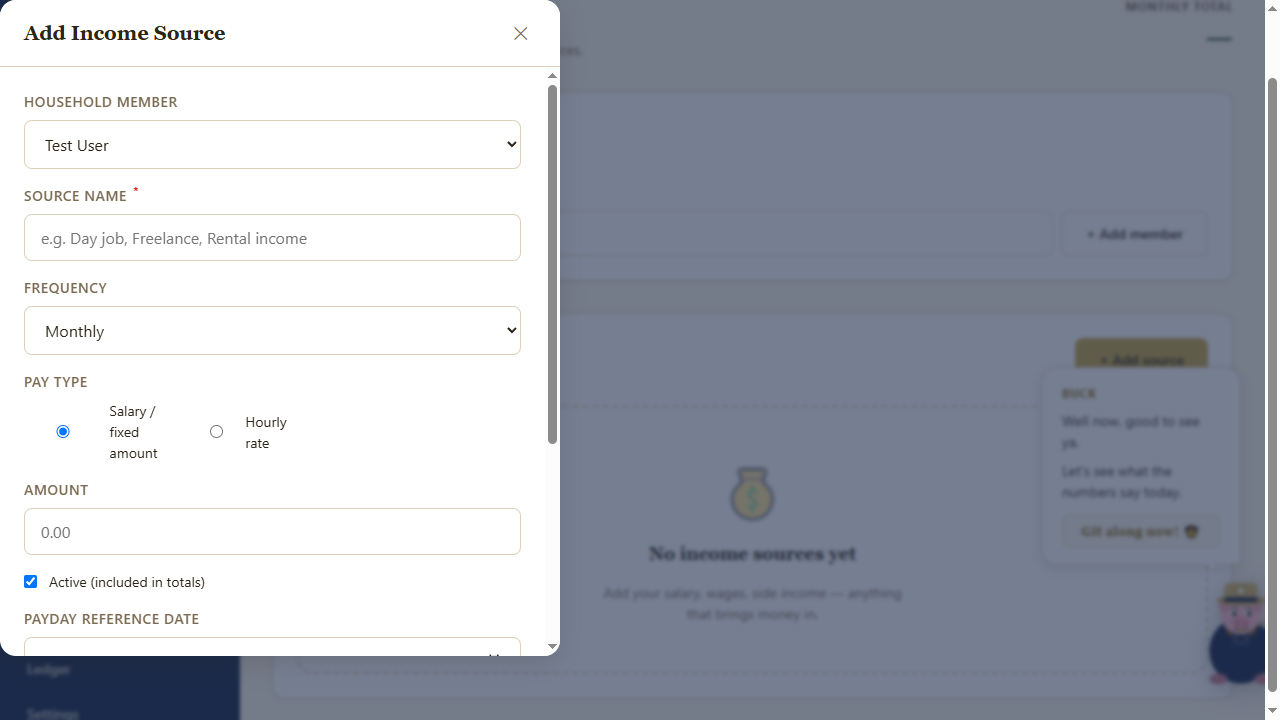 Add Income Source
HOUSEHOLD MEMBER
Test User
SOURCE NAME *
e.g. Day job, Freelance, Rental income
FREQUENCY
Monthly
PAY TYPE
Salary /
fixed
amount
Hourly
rate
AMOUNT
0.00
Active (included in totals)
PAYDAY REFERENCE DATE
MONTHLY TOTAL
+ Add member
+ Add source
BUCK
Well now, good to see
ya.
Let's see what the
numbers say today.
Git along now!
No income sources yet
Add your salary, wages, side income — anything
that brings money in.
Ledger
Settings